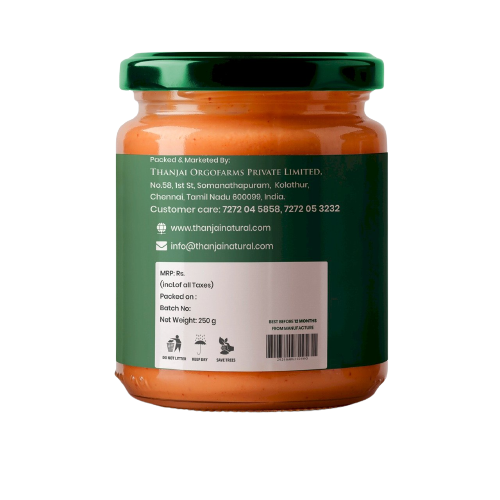 Packed & Marketed By:
Thanjai Orgofarms Private Limited,
No.58, 1st St, Somanathapuram, Kolathur,
Chennai, Tamil Nadu 600099, India.
Customer care: 7272 04 5858, 7272 05 3232
www.thanjainatural.com
info@thanjainatural.com
MRP: Rs.
(incl.of all Taxes)
Packed on :
Batch No:
Net Weight: 250 g
BEST BEFORE 12 MONTHS
FROM MANUFACTURE
DO NOT LITTER KEEP DRY SAVE TREES